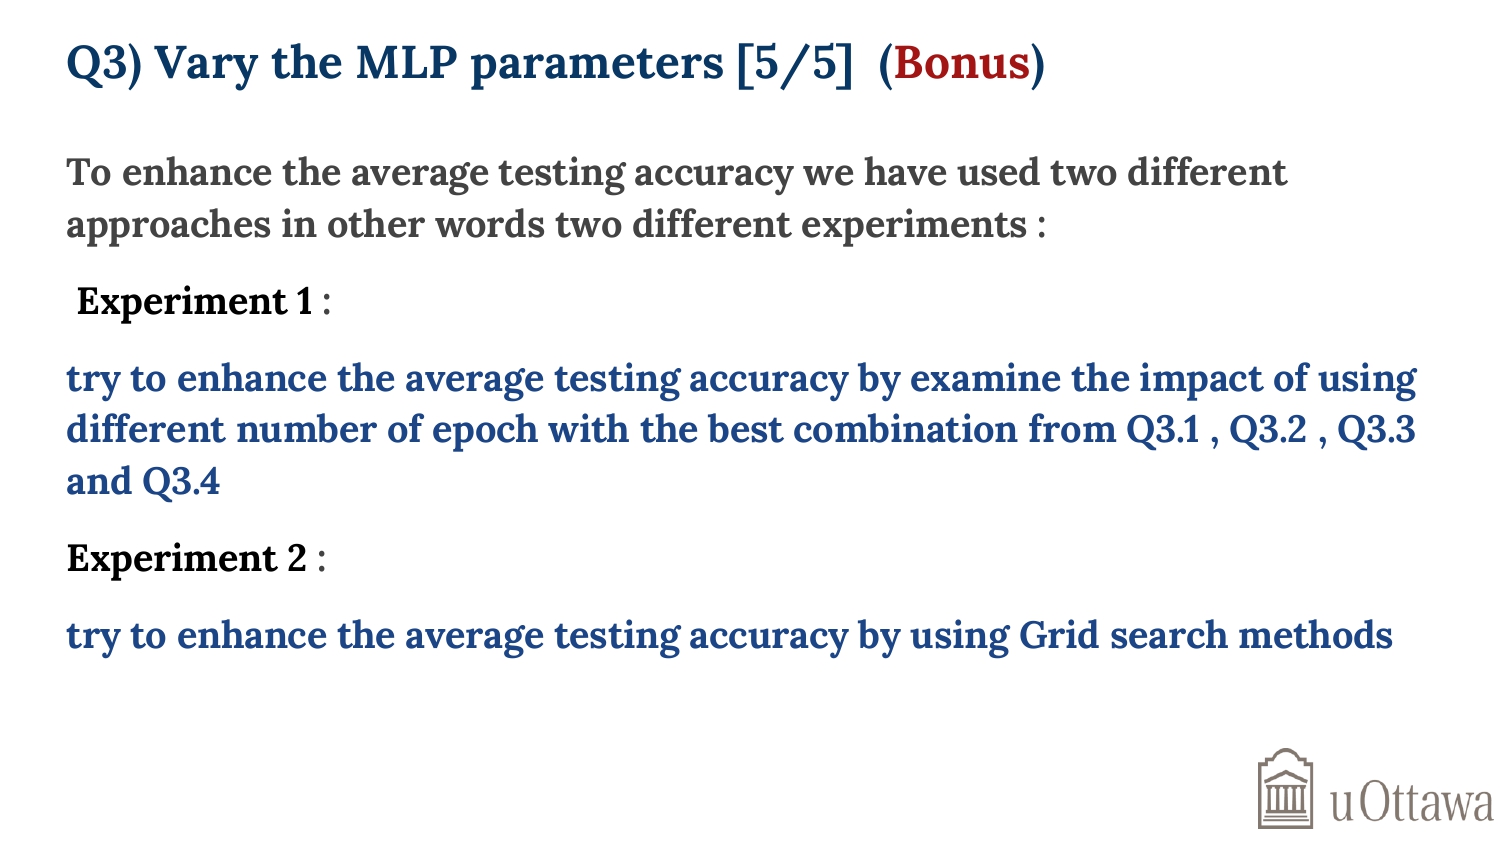 Q3) Vary the MLP parameters [5/5] (Bonus)
To enhance the average testing accuracy we have used two different
approaches in other words two different experiments :
Experiment 1 :
try to enhance the average testing accuracy by examine the impact of using
different number of epoch with the best combination from Q3.1 , Q3.2 , Q3.3
and Q3.4
Experiment 2 :
try to enhance the average testing accuracy by using Grid search methods
uOttawa